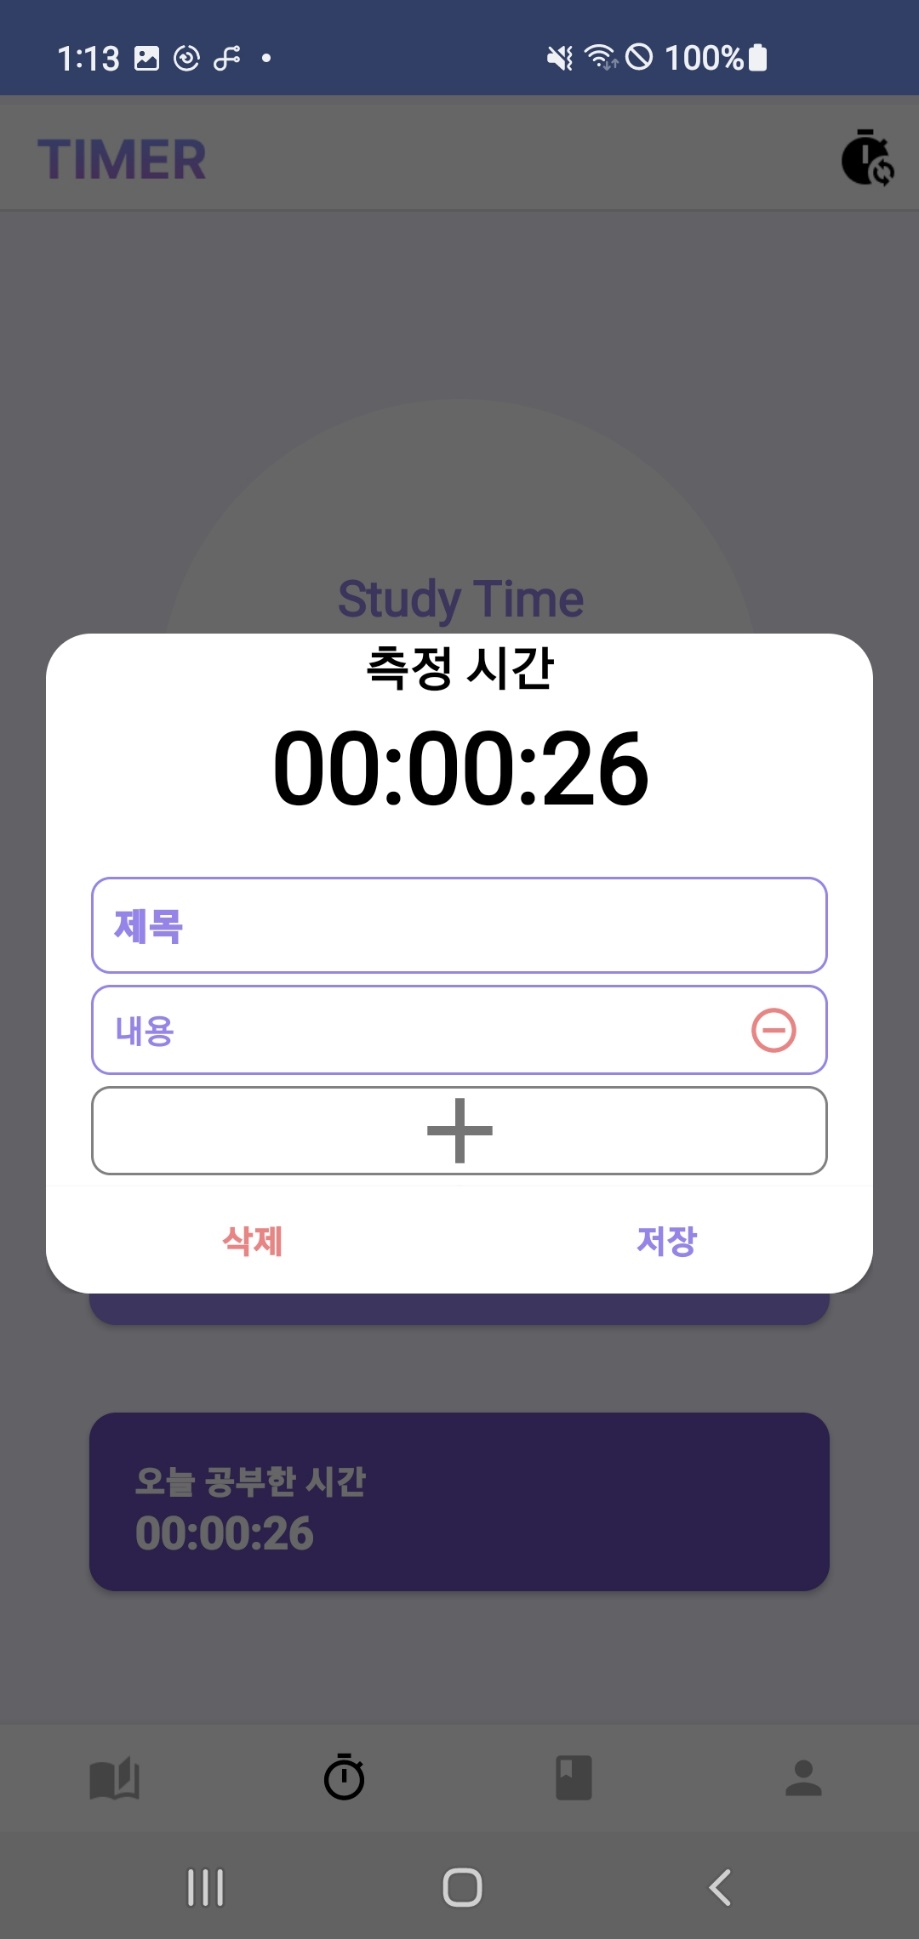 1:13
100%
TIMER
Study Time
측정 시간
00:00:26
제목
내용
삭제 저장
오늘 공부한 시간
00:00:26